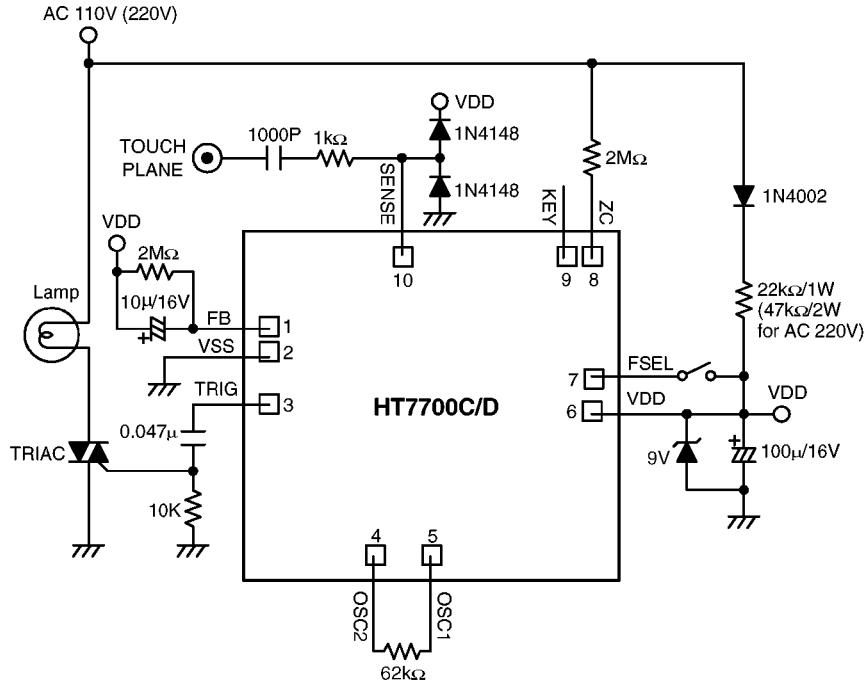 AC 110V (220V)
TOUCH
PLANE
1000P
1kΩ
VDD
1N4148
1N4148
SENSE
2MΩ
KEY
ZC
1N4002
VDD
2MΩ
10µ/16V
Lamp
FB
1
VSS
2
TRIG
3
10
9
8
22kΩ/1W
(47kΩ/2W
for AC 220V)
7
FSEL
6
VDD
VDD
HT7700C/D
0.047µ
TRIAC
10K
9V
100µ/16V
4
5
OSC2
OSC1
62kΩ